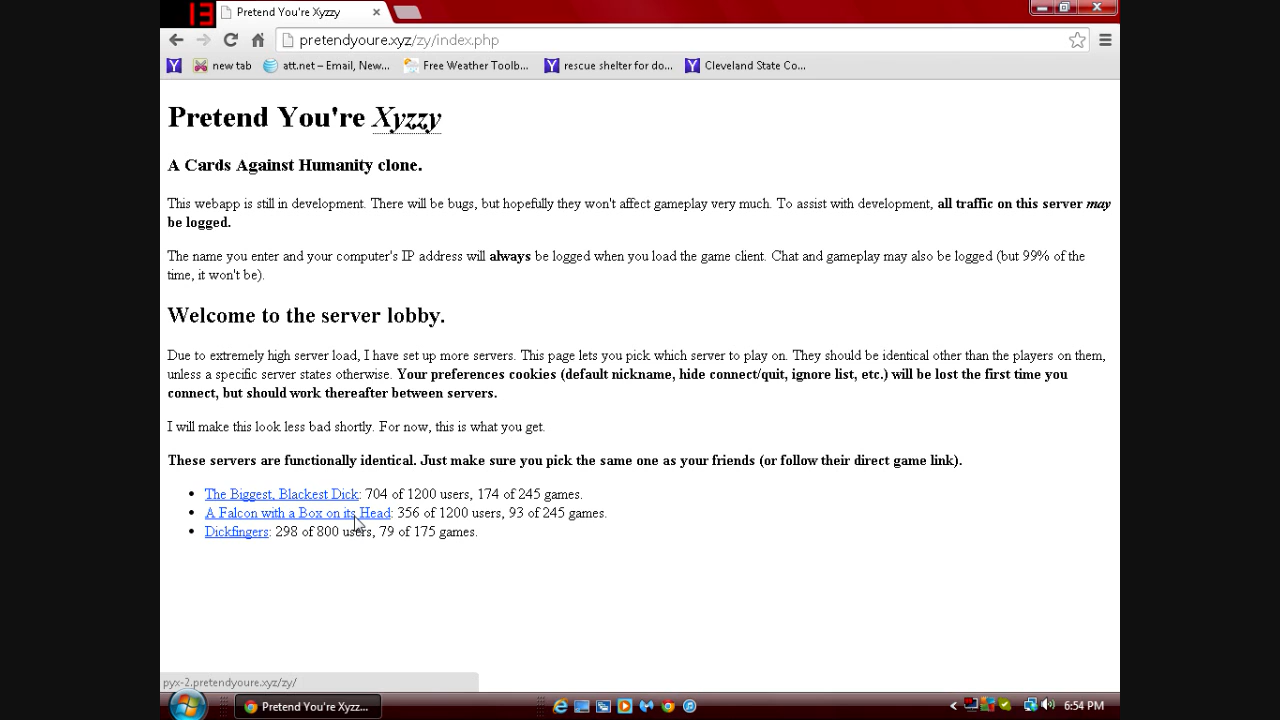 13
Pretend You're Xyzzy
pretendyoure.xyz/zy/index.php
new tab
att.net – Email, New...
Free Weather Toolb...
rescue shelter for do...
Cleveland State Co...
Pretend You're Xyzzy
A Cards Against Humanity clone.
This webapp is still in development. There will be bugs, but hopefully they won't affect gameplay very much. To assist with development, all traffic on this server may
be logged.
The name you enter and your computer's IP address will always be logged when you load the game client. Chat and gameplay may also be logged (but 99% of the
time, it won't be).
Welcome to the server lobby.
Due to extremely high server load, I have set up more servers. This page lets you pick which server to play on. They should be identical other than the players on them,
unless a specific server states otherwise. Your preferences cookies (default nickname, hide connect/quit, ignore list, etc.) will be lost the first time you
connect, but should work thereafter between servers.
I will make this look less bad shortly. For now, this is what you get.
These servers are functionally identical. Just make sure you pick the same one as your friends (or follow their direct game link).
• The Biggest, Blackest Dick: 704 of 1200 users, 174 of 245 games.
• A Falcon with a Box on its Head: 356 of 1200 users, 93 of 245 games.
• Dickfingers: 298 of 800 users, 79 of 175 games.
pyx-2.pretendyoure.xyz/zy/
Pretend You're Xyzz...
6:54 PM